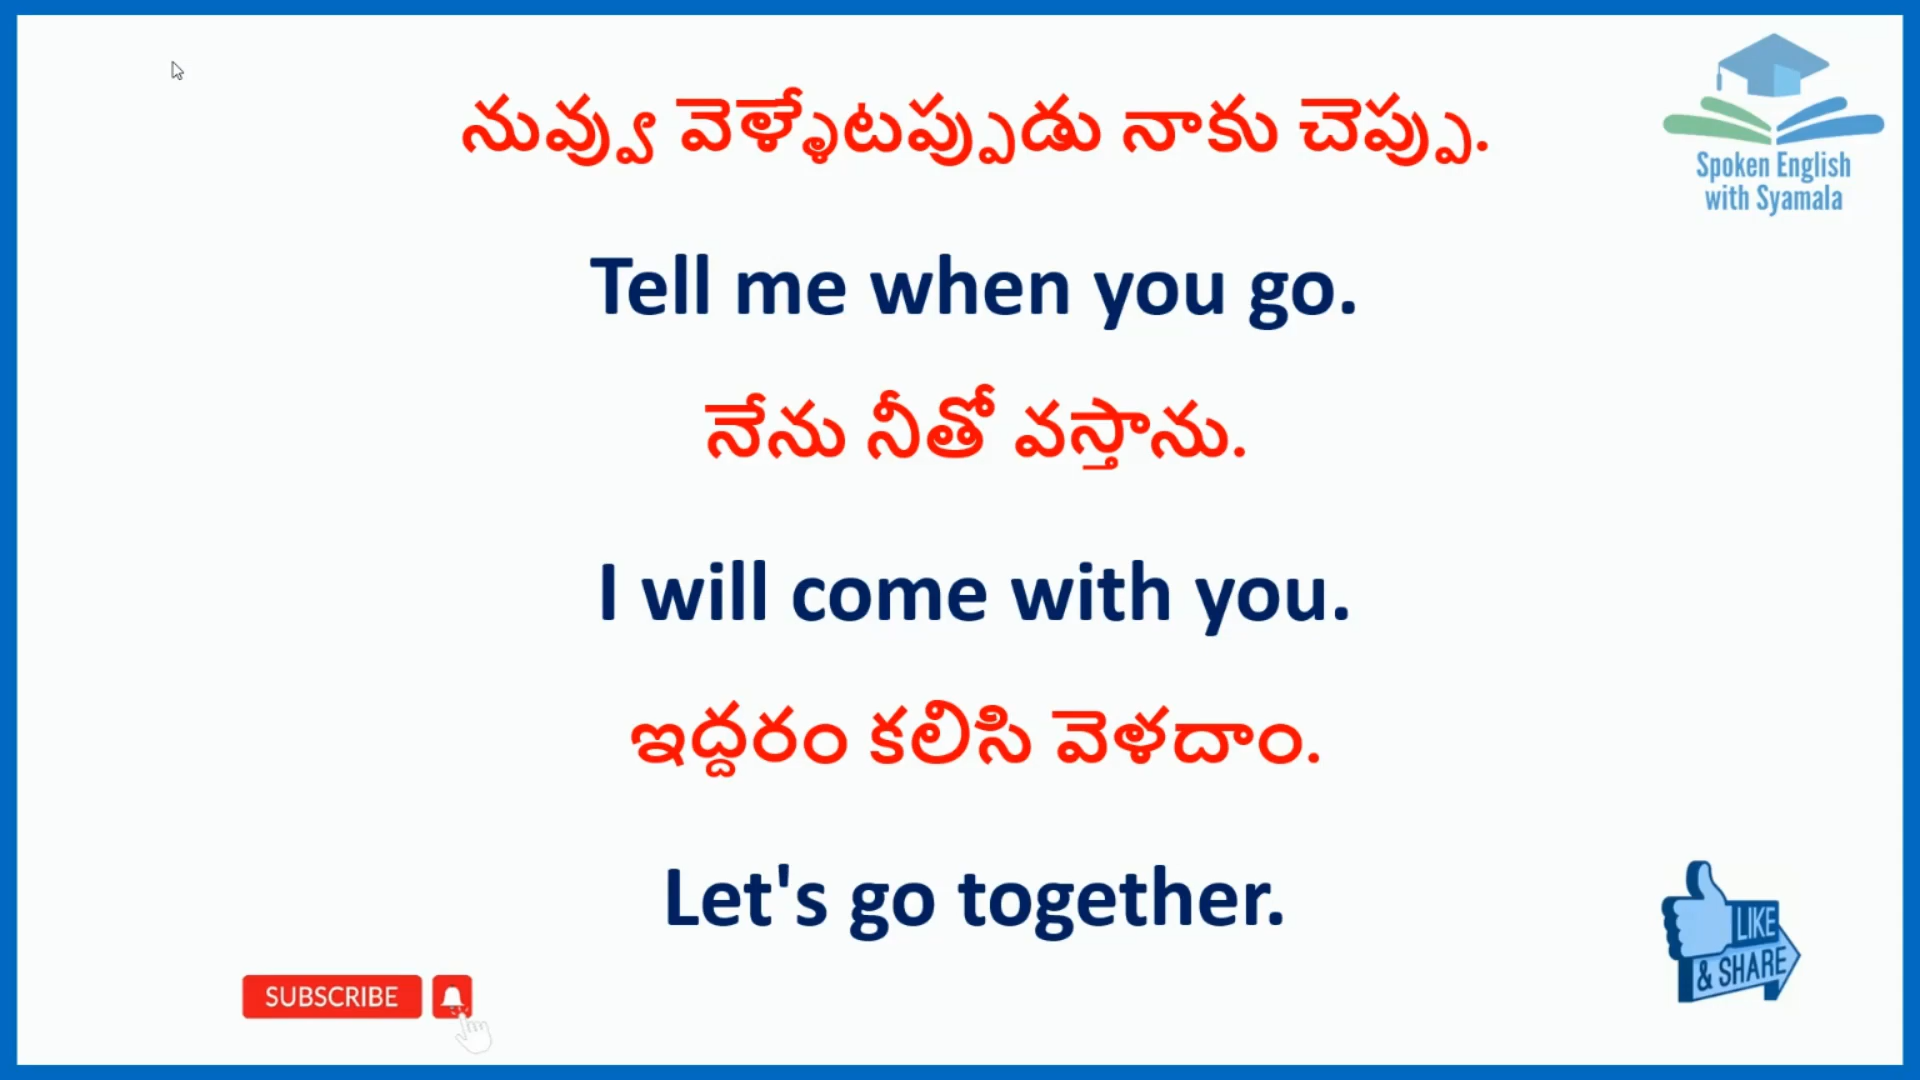 నువ్వు వెళ్ళేటప్పుడు నాకు చెప్పు.
Spoken English
with Syamala
Tell me when you go.
నేను నీతో వస్తాను.
I will come with you.
ఇద్దరం కలిసి వెళదాం.
Let's go together.
LIKE
& SHARE
SUBSCRIBE